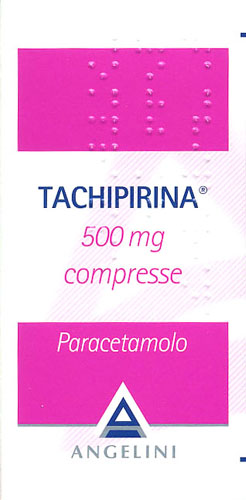 TACHIPIRINA®
500 mg
compresse
Paracetamolo
ANGELINI